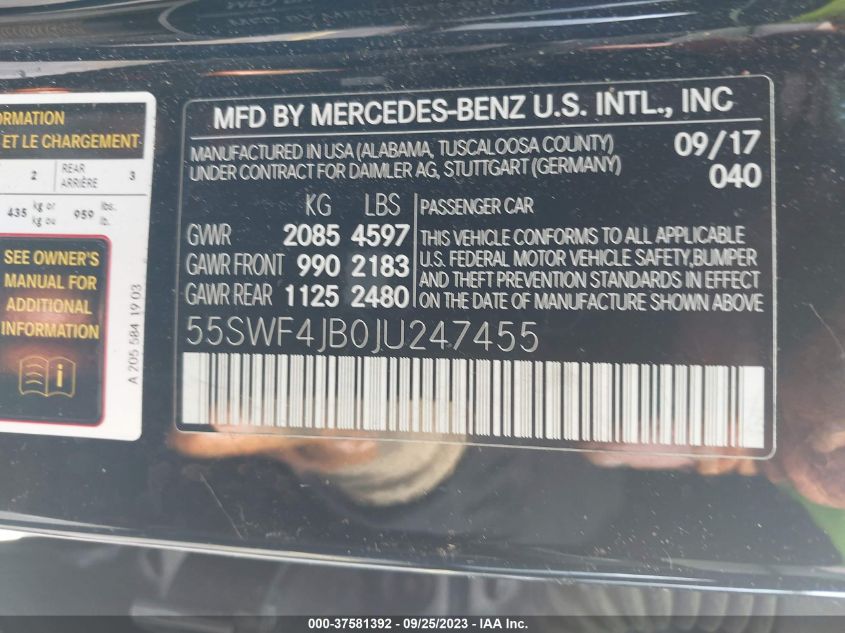 ORMATION
ET LE CHARGEMENT
2 REAR ARRIÈRE 3
435 kg or kg ou 959 lbs. lb.
SEE OWNER'S
MANUAL FOR
ADDITIONAL
INFORMATION
A 205 584 19 03
MFD BY MERCEDES-BENZ U.S. INTL., INC
MANUFACTURED IN USA (ALABAMA, TUSCALOOSA COUNTY) 09/17
UNDER CONTRACT FOR DAIMLER AG, STUTTGART (GERMANY) 040
KG LBS PASSENGER CAR
GVWR 2085 4597 THIS VEHICLE CONFORMS TO ALL APPLICABLE
GAWR FRONT 990 2183 U.S. FEDERAL MOTOR VEHICLE SAFETY,BUMPER
AND THEFT PREVENTION STANDARDS IN EFFECT
GAWR REAR 1125 2480 ON THE DATE OF MANUFACTURE SHOWN ABOVE
55SWF4JB0JU247455
000-37581392 - 09/25/2023 - IAA Inc.